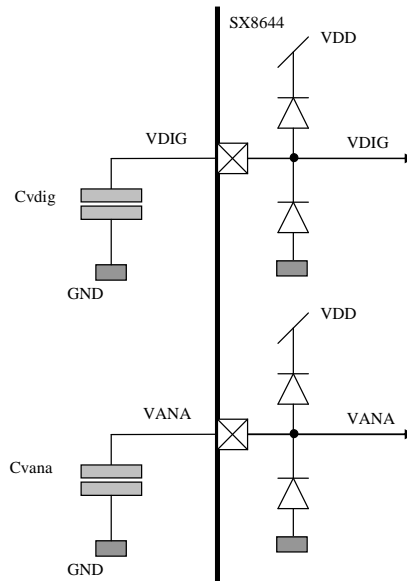 SX8644
VDD
VDIG
VDIG
Cvdig
GND
VDD
VANA
VANA
Cvana
GND